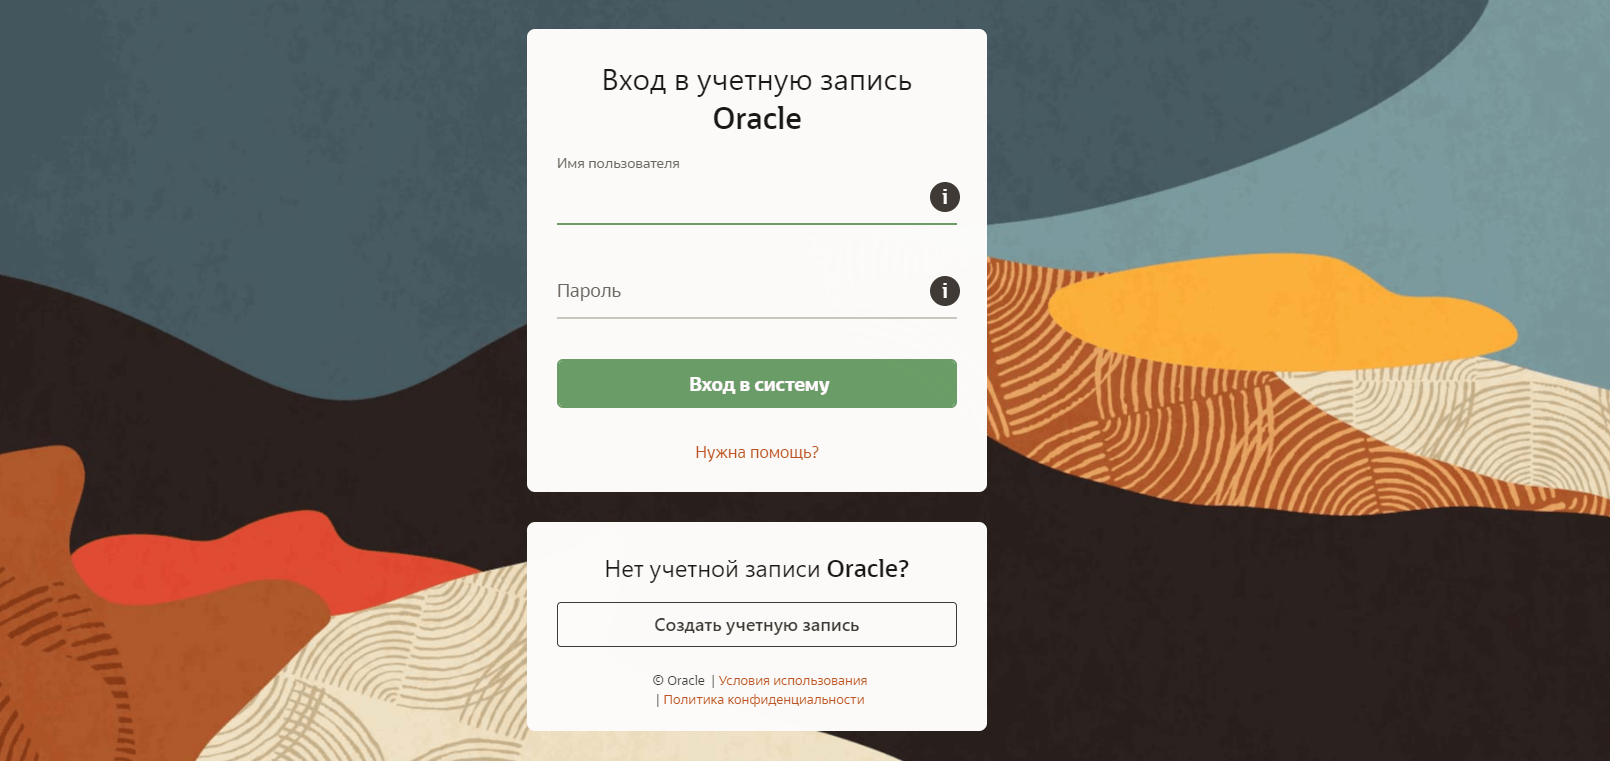 Вход в учетную запись
Oracle
Имя пользователя
i
Пароль
i
Вход в систему
Нужна помощь?
Нет учетной записи Oracle?
Создать учетную запись
© Oracle | Условия использования
| Политика конфиденциальности